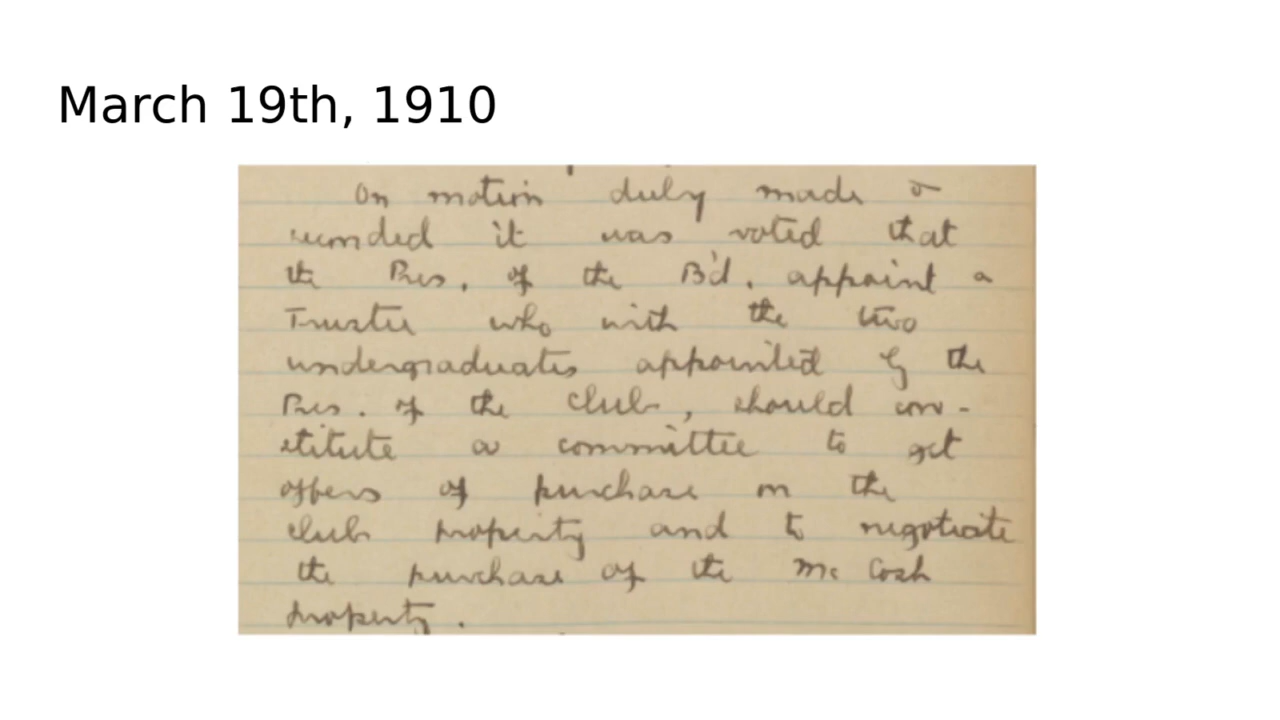 March 19th, 1910
On motion duly made &
seconded it was voted that
the Pres. of the B'd. appoint a
Trustee who with the two
undergraduates appointed by the
Pres. of the club, should con-
stitute a committee to get
offers of purchase on the
club property and to negotiate
the purchase of the Mc Cosh
property.